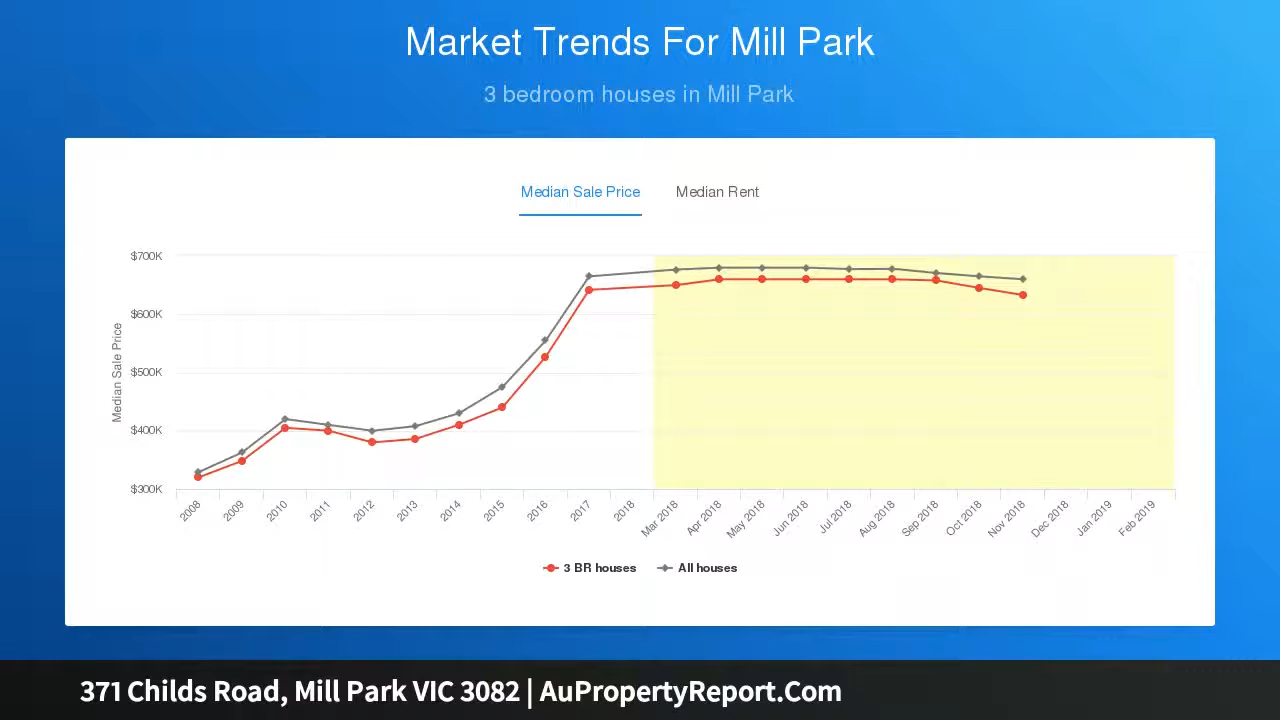 Market Trends For Mill Park
3 bedroom houses in Mill Park
Median Sale Price Median Rent
$700K
$600K
$500K
$400K
$300K
Median Sale Price
2008 2009 2010 2011 2012 2013 2014 2015 2016 2017 2018 Mar 2018 Apr 2018 May 2018 Jun 2018 Jul 2018 Aug 2018 Sep 2018 Oct 2018 Nov 2018 Dec 2018 Jan 2019 Feb 2019
3 BR houses All houses
371 Childs Road, Mill Park VIC 3082 | AuPropertyReport.Com